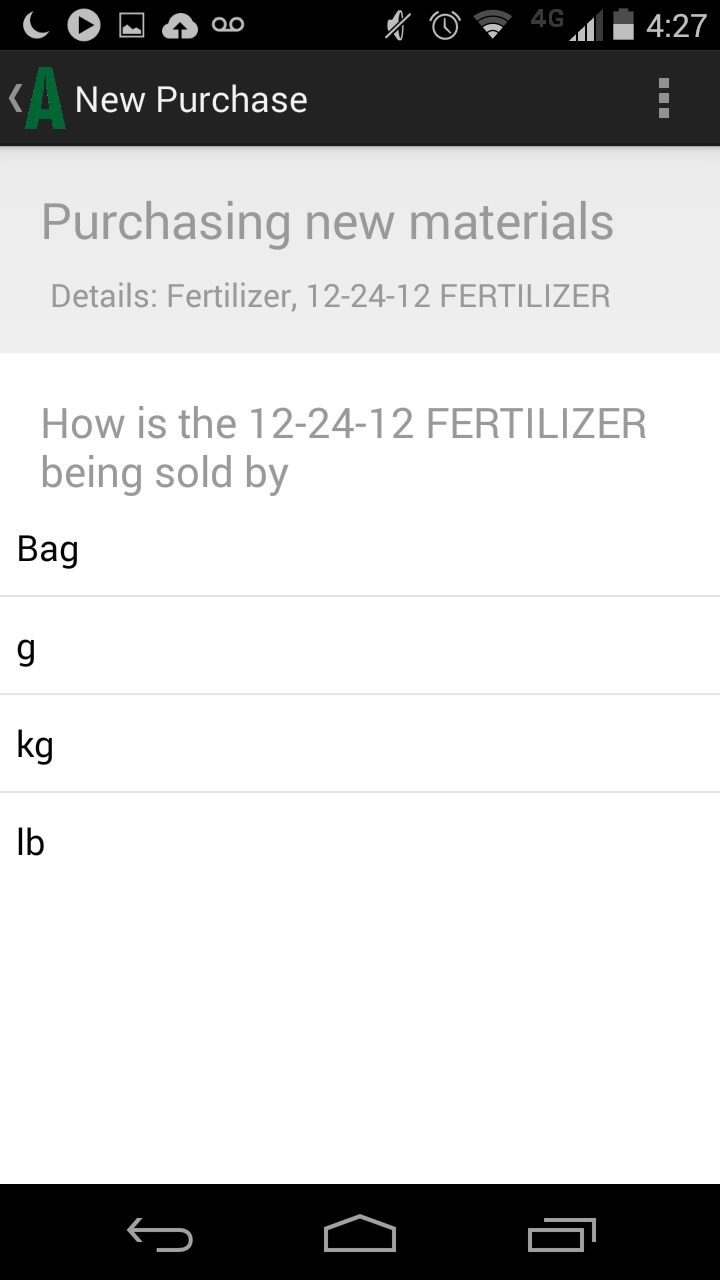 4G 4:27
A New Purchase
Purchasing new materials
Details: Fertilizer, 12-24-12 FERTILIZER
How is the 12-24-12 FERTILIZER
being sold by
Bag
g
kg
lb